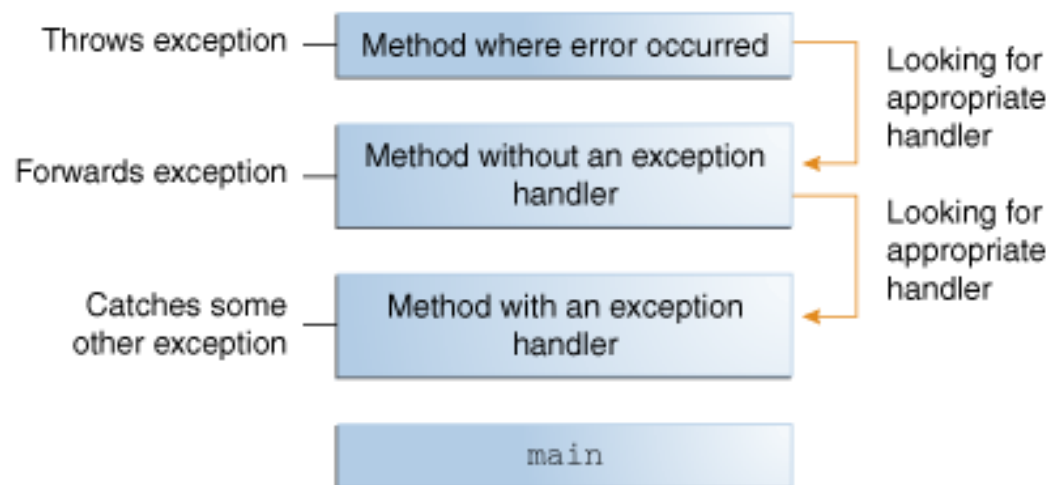 Throws exception
Method where error occurred
Looking for
appropriate
handler
Forwards exception
Method without an exception
handler
Looking for
appropriate
handler
Catches some
other exception
Method with an exception
handler
main